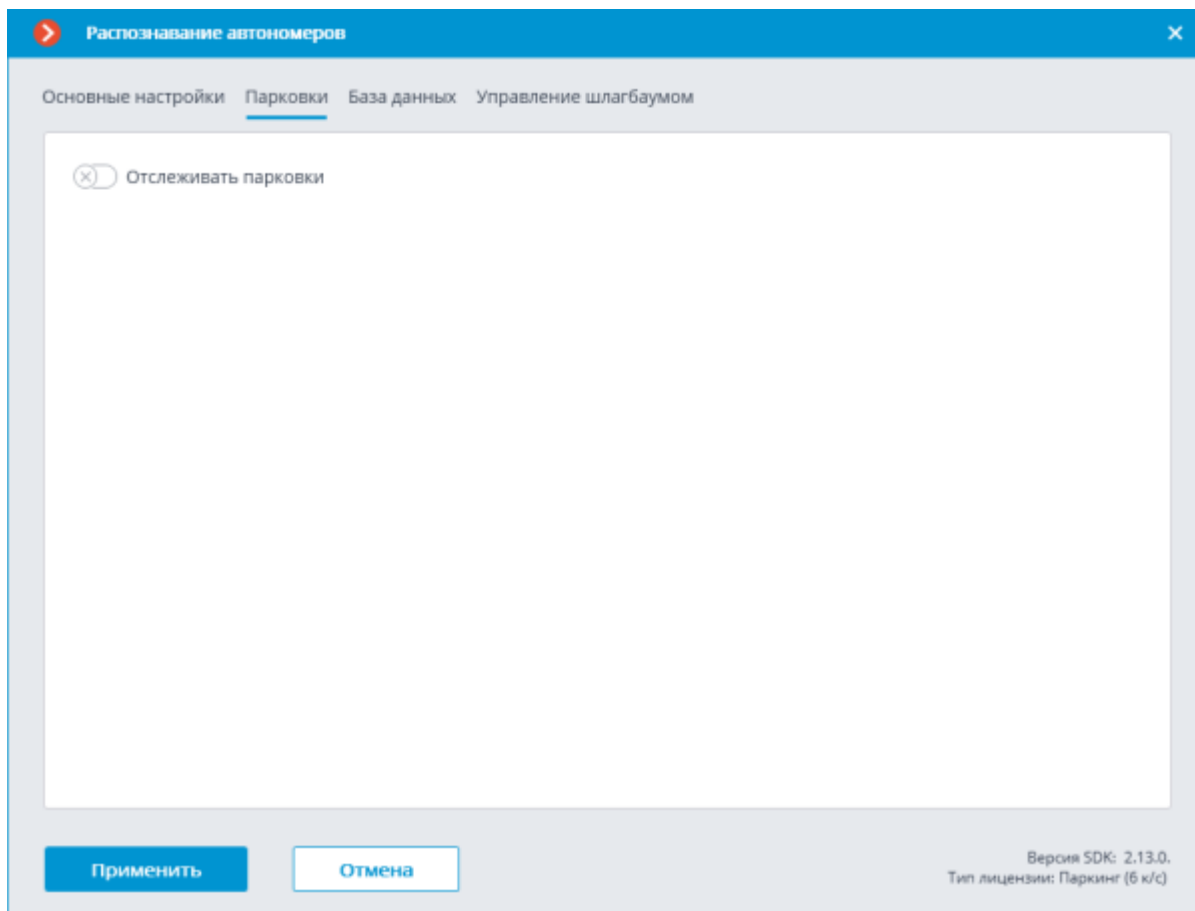 Распознавание автономеров
Основные настройки Парковки База данных Управление шлагбаумом
Отслеживать парковки
Применить Отмена
Версия SDK: 2.13.0.
Тип лицензии: Паркинг (6 к/с)